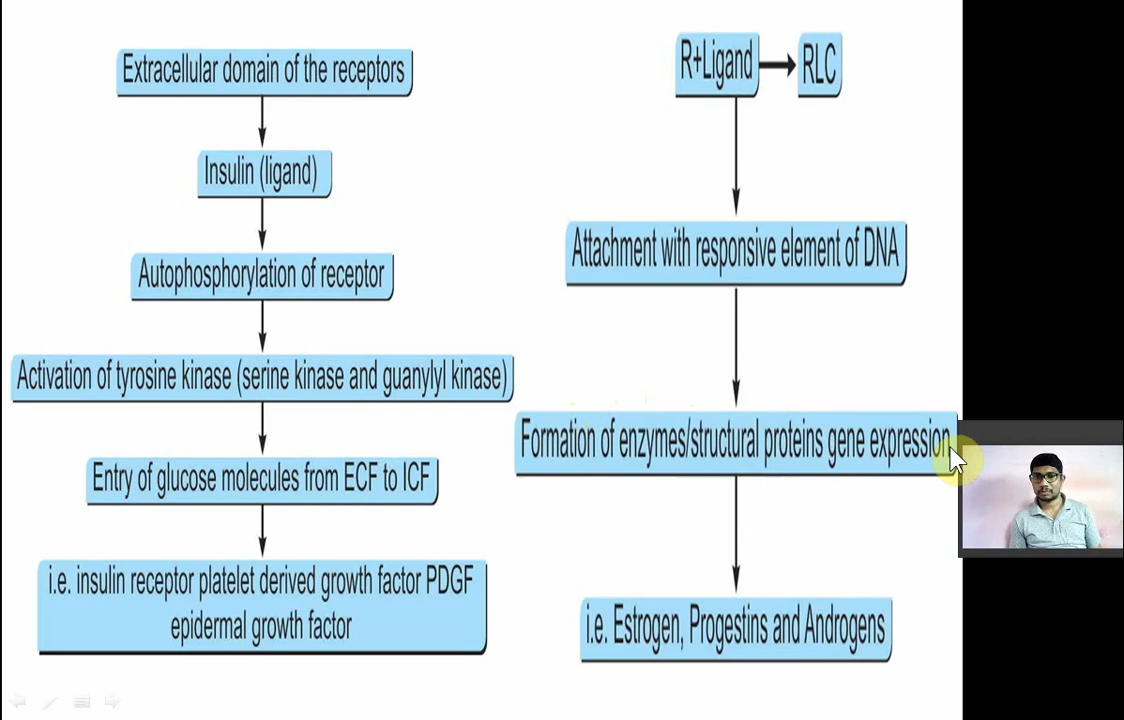 Extracellular domain of the receptors
Insulin (ligand)
Autophosphorylation of receptor
Activation of tyrosine kinase (serine kinase and guanylyl kinase)
Entry of glucose molecules from ECF to ICF
i.e. insulin receptor platelet derived growth factor PDGF
epidermal growth factor
R+Ligand
RLC
Attachment with responsive element of DNA
Formation of enzymes/structural proteins gene expression
i.e. Estrogen, Progestins and Androgens